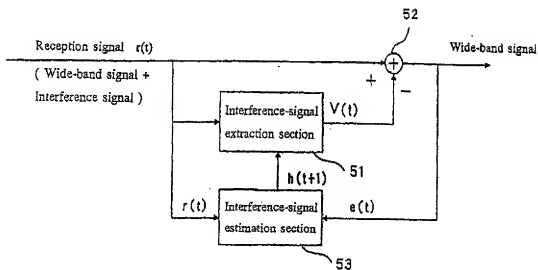 52
Reception signal r(t)
Wide-band signal
( Wide-band signal +
Interference signal )
+
+
−
Interference-signal
extraction section
V(t)
51
h(t+1)
r(t)
Interference-signal
estimation section
e(t)
53